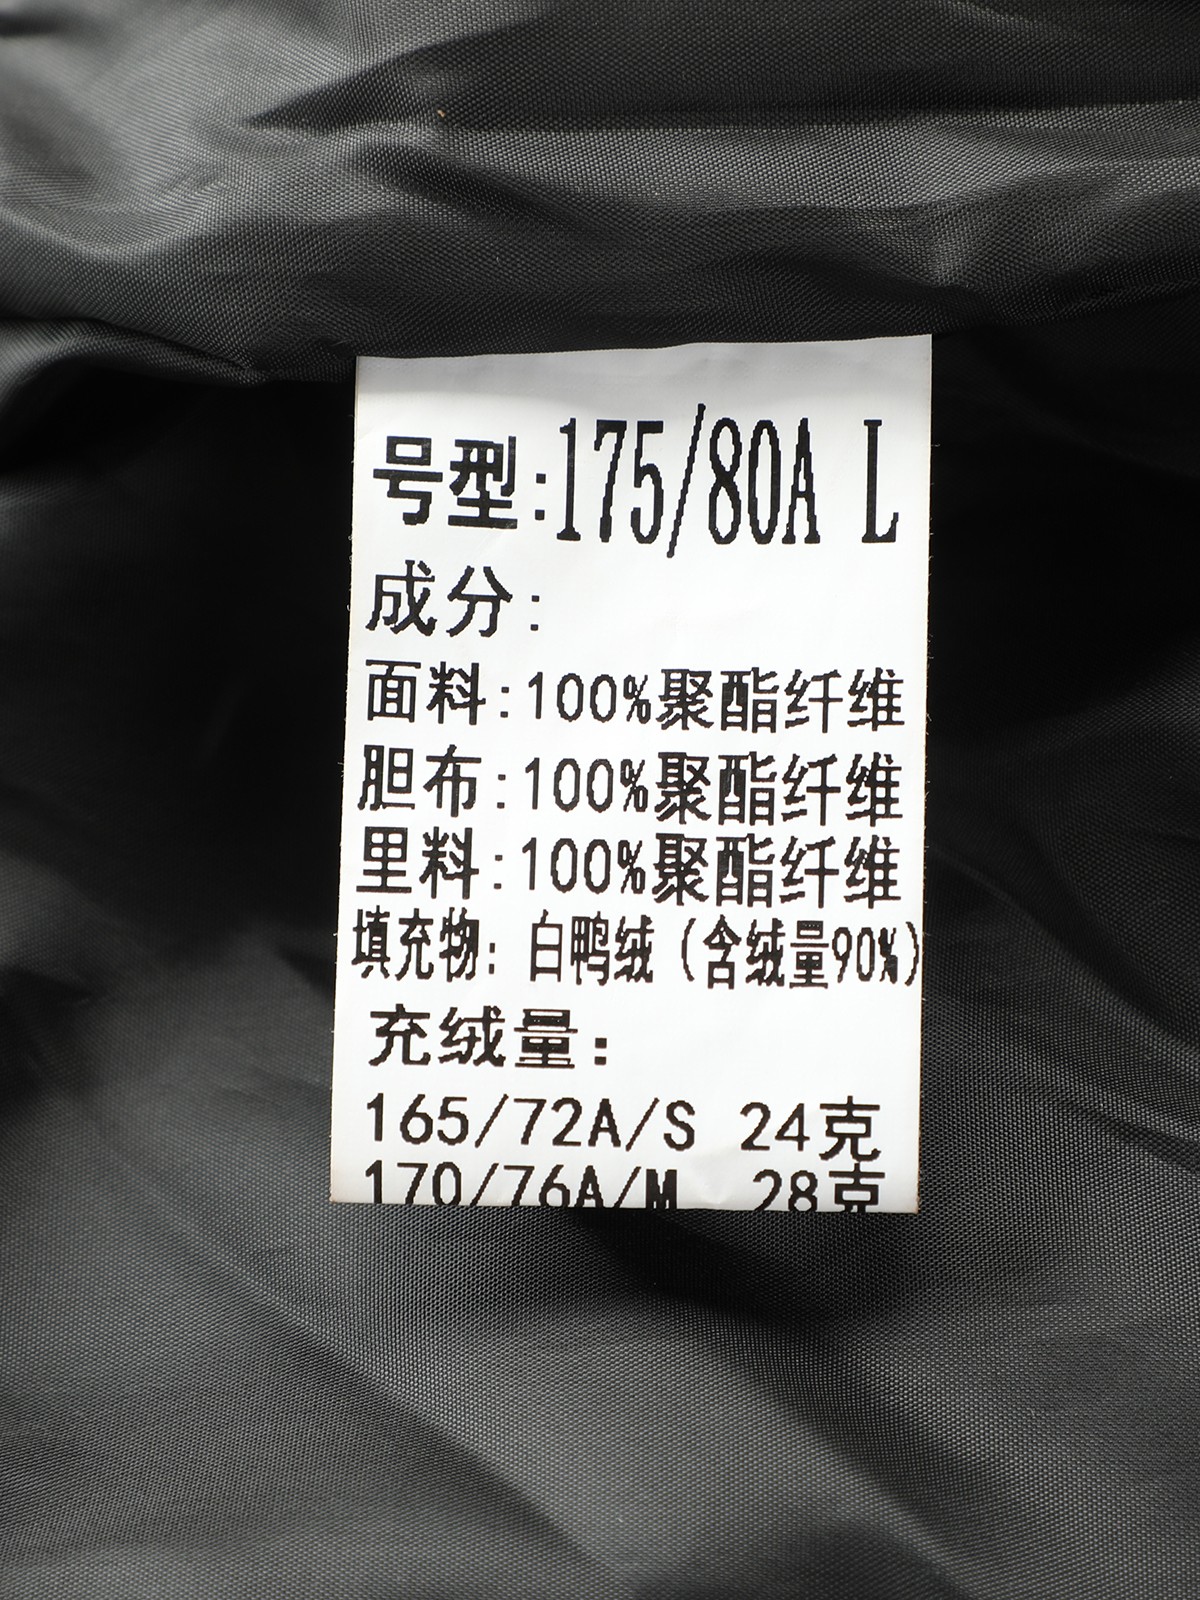 号型:175/80A L
成分:
面料:100%聚酯纤维
胆布:100%聚酯纤维
里料:100%聚酯纤维
填充物: 白鸭绒(含绒量90%)
充绒量:
165/72A/S 24克
170/76A/M 28克